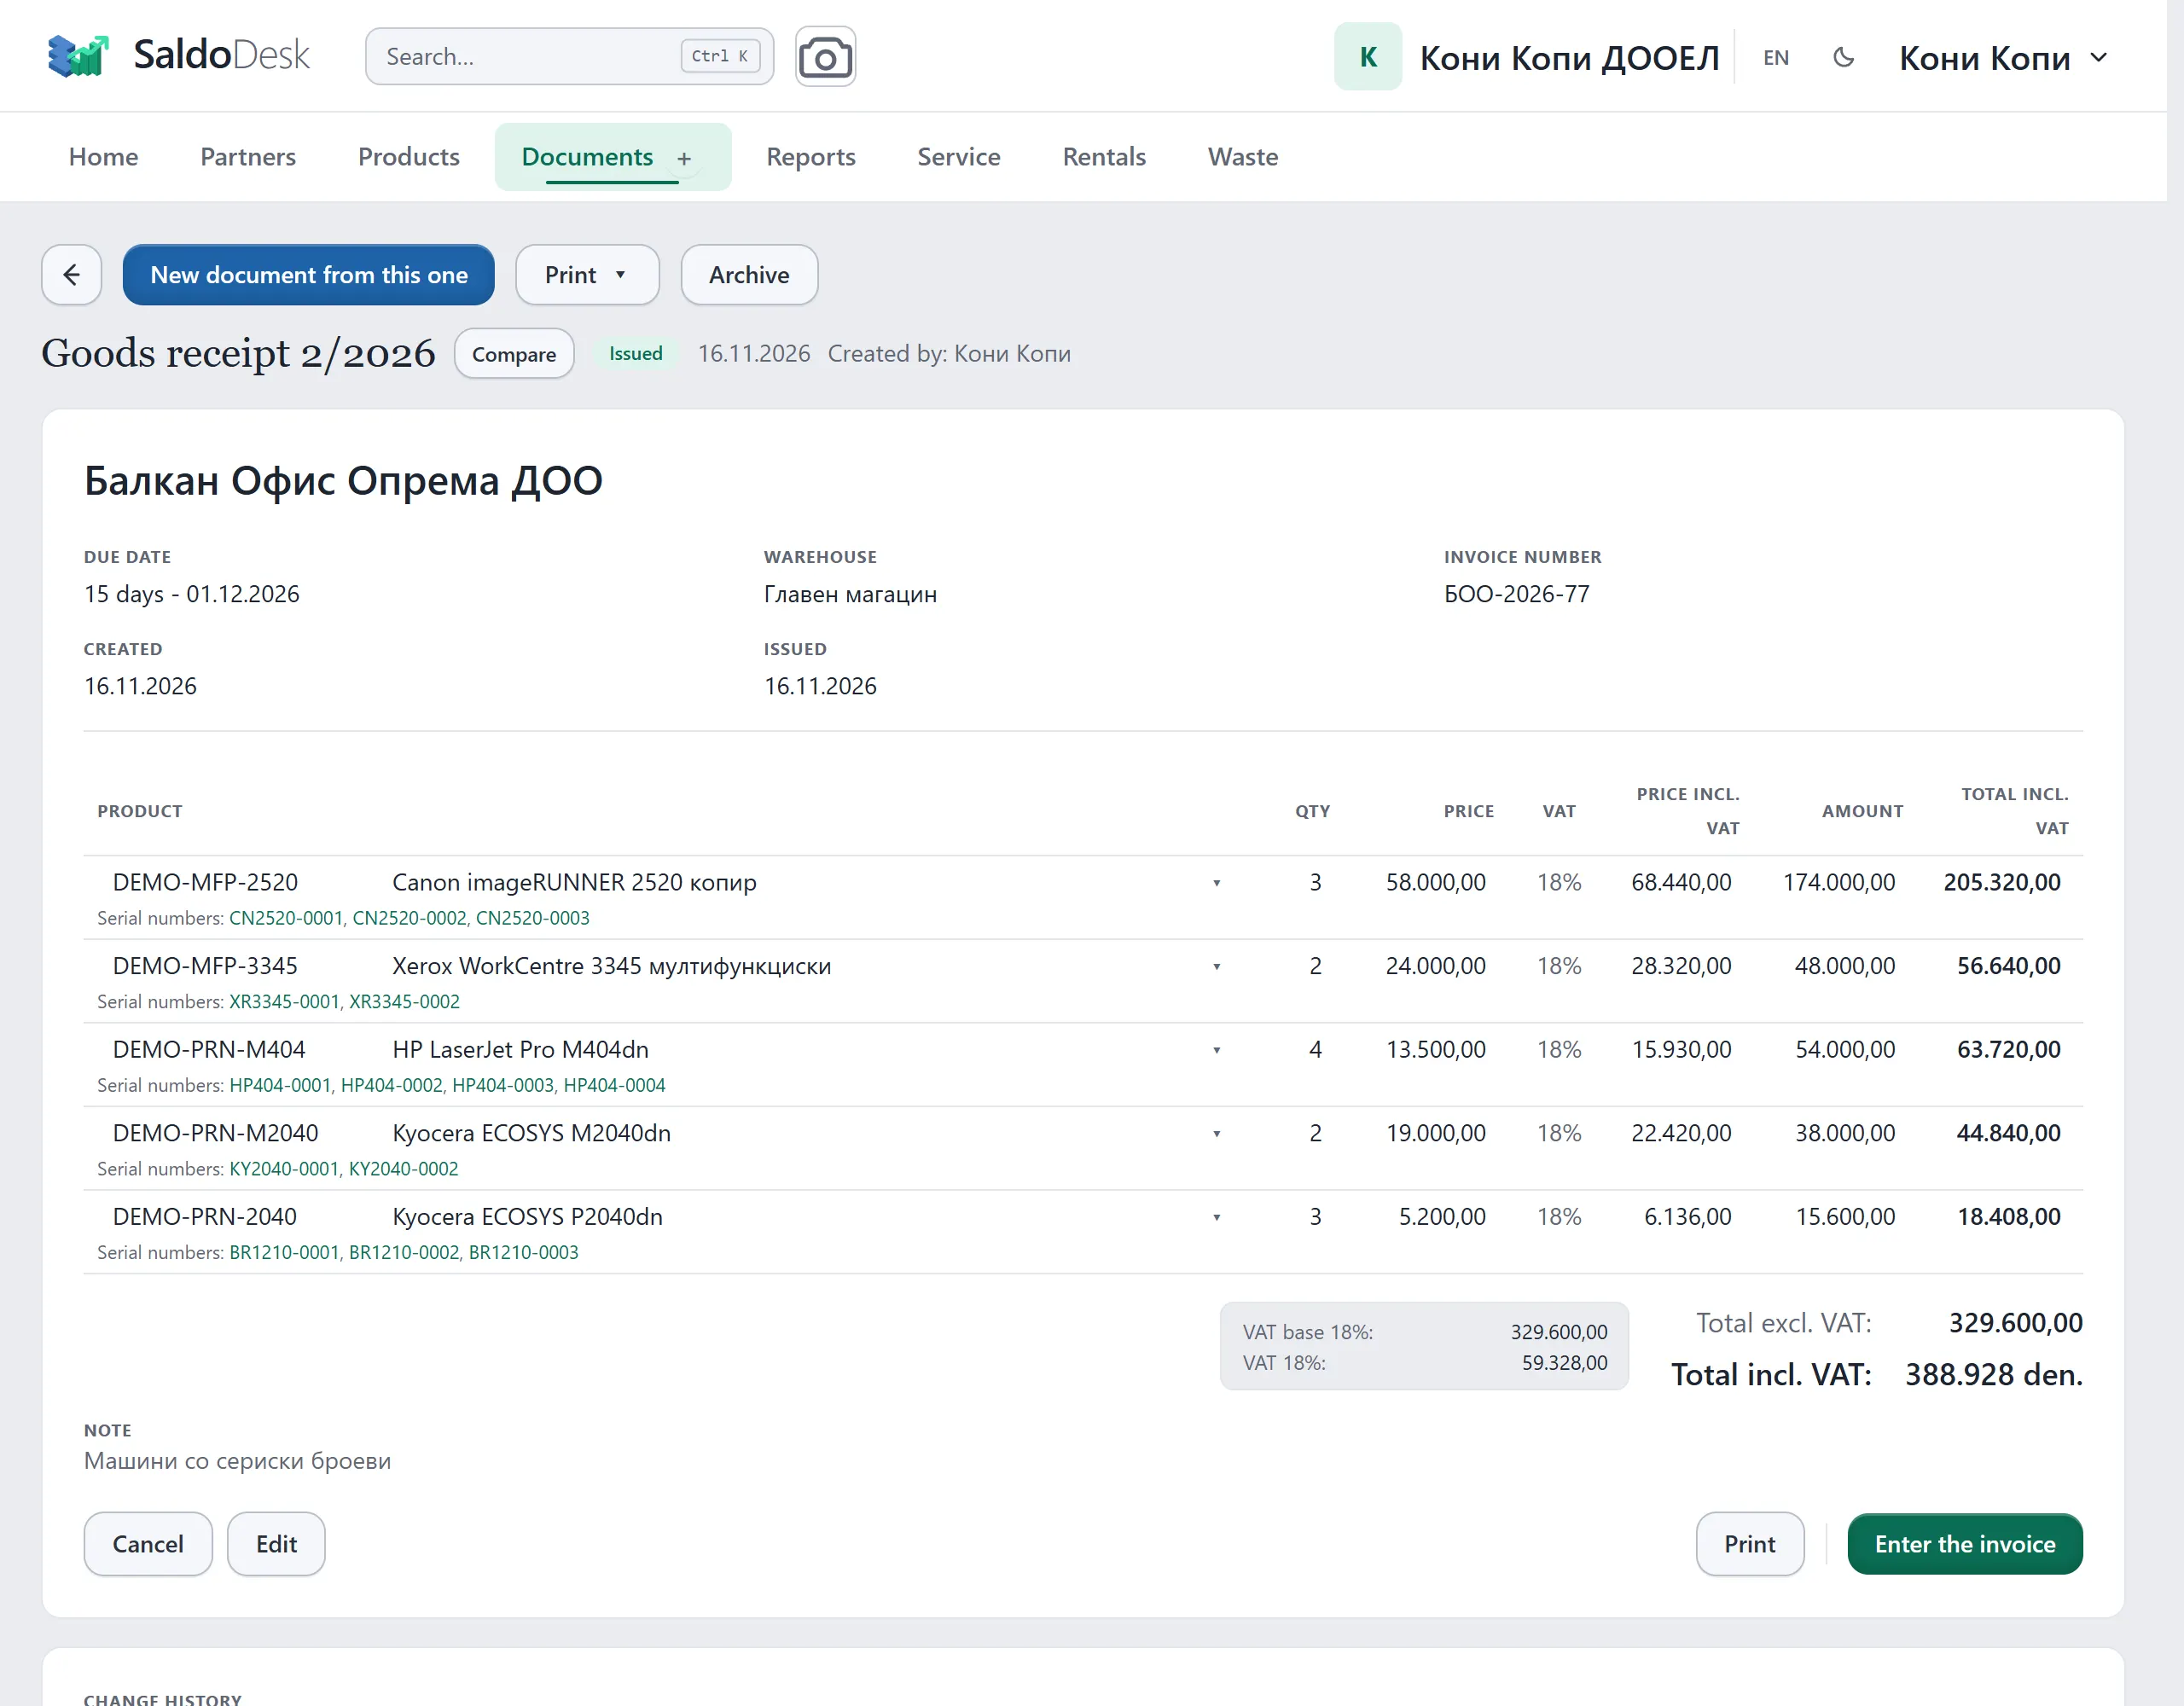 SaldoDesk Search... Ctrl K K Кони Копи ДООЕЛ EN Кони Копи
Home Partners Products Documents + Reports Service Rentals Waste
New document from this one Print Archive
Goods receipt 2/2026 Compare Issued 16.11.2026 Created by: Кони Копи
Балкан Офис Опрема ДОО
DUE DATE WAREHOUSE INVOICE NUMBER
15 days - 01.12.2026 Главен магацин БОО-2026-77
CREATED ISSUED
16.11.2026 16.11.2026
PRODUCT QTY PRICE VAT PRICE INCL. VAT AMOUNT TOTAL INCL. VAT
DEMO-MFP-2520 Canon imageRUNNER 2520 копир 3 58.000,00 18% 68.440,00 174.000,00 205.320,00
Serial numbers: CN2520-0001, CN2520-0002, CN2520-0003
DEMO-MFP-3345 Xerox WorkCentre 3345 мултифункциски 2 24.000,00 18% 28.320,00 48.000,00 56.640,00
Serial numbers: XR3345-0001, XR3345-0002
DEMO-PRN-M404 HP LaserJet Pro M404dn 4 13.500,00 18% 15.930,00 54.000,00 63.720,00
Serial numbers: HP404-0001, HP404-0002, HP404-0003, HP404-0004
DEMO-PRN-M2040 Kyocera ECOSYS M2040dn 2 19.000,00 18% 22.420,00 38.000,00 44.840,00
Serial numbers: KY2040-0001, KY2040-0002
DEMO-PRN-2040 Kyocera ECOSYS P2040dn 3 5.200,00 18% 6.136,00 15.600,00 18.408,00
Serial numbers: BR1210-0001, BR1210-0002, BR1210-0003
VAT base 18%: 329.600,00 Total excl. VAT: 329.600,00
VAT 18%: 59.328,00 Total incl. VAT: 388.928 den.
NOTE
Машини со сериски броеви
Cancel Edit Print Enter the invoice
CHANGE HISTORY